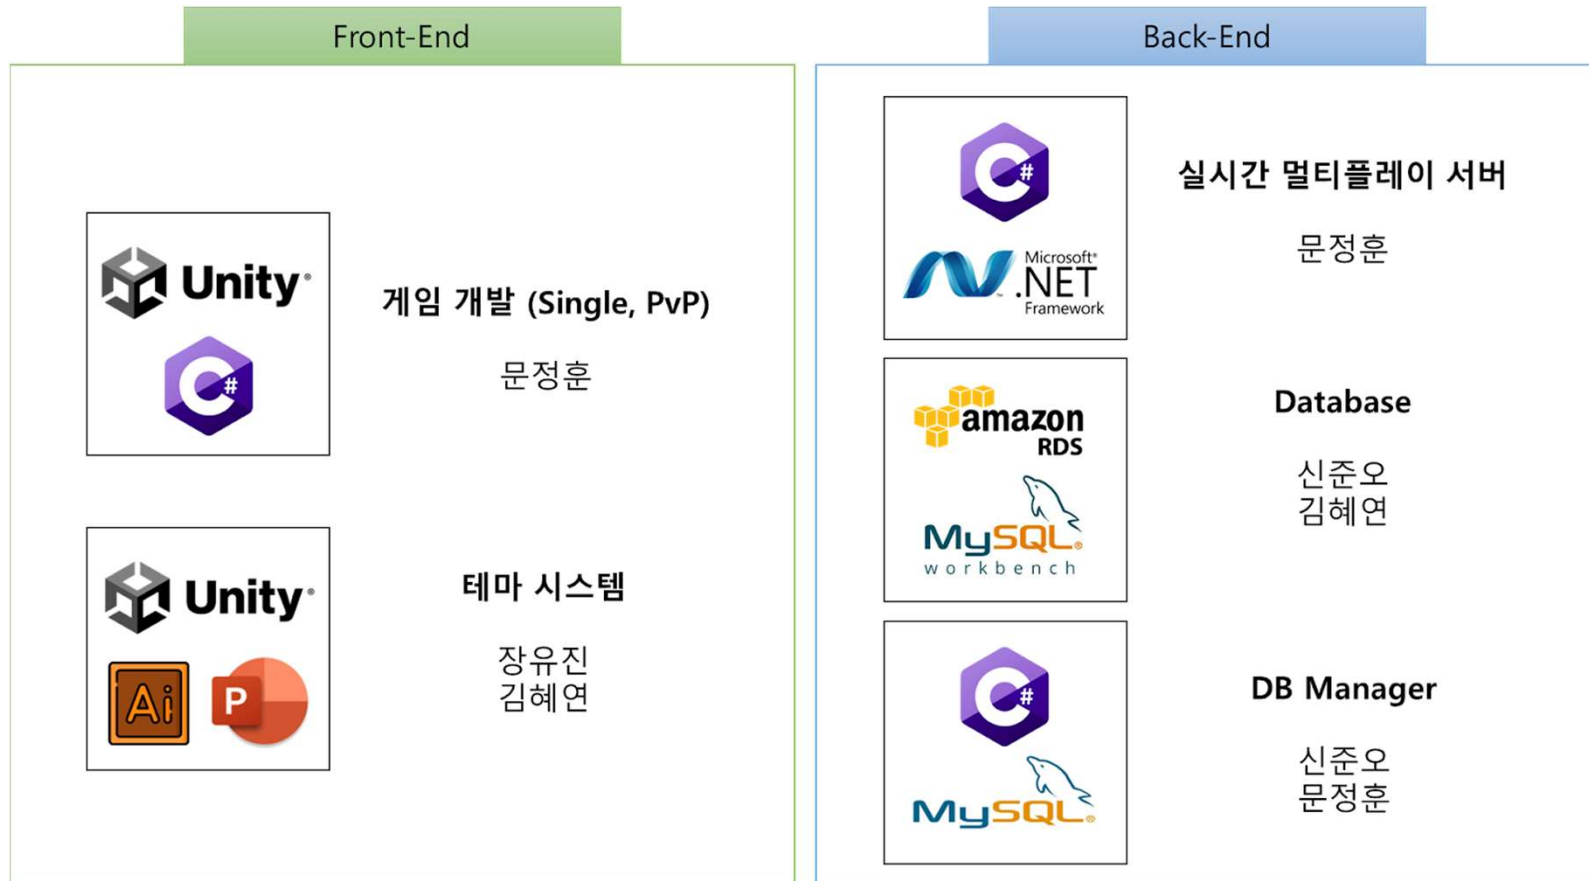 Front-End
Unity®
C#
게임 개발 (Single, PvP)
문정훈
Unity®
Ai
P
테마 시스템
장유진
김혜연
Back-End
C#
Microsoft®
.NET™
Framework
실시간 멀티플레이 서버
문정훈
amazon
RDS
MySQL®
workbench
Database
신준오
김혜연
C#
MySQL®
DB Manager
신준오
문정훈